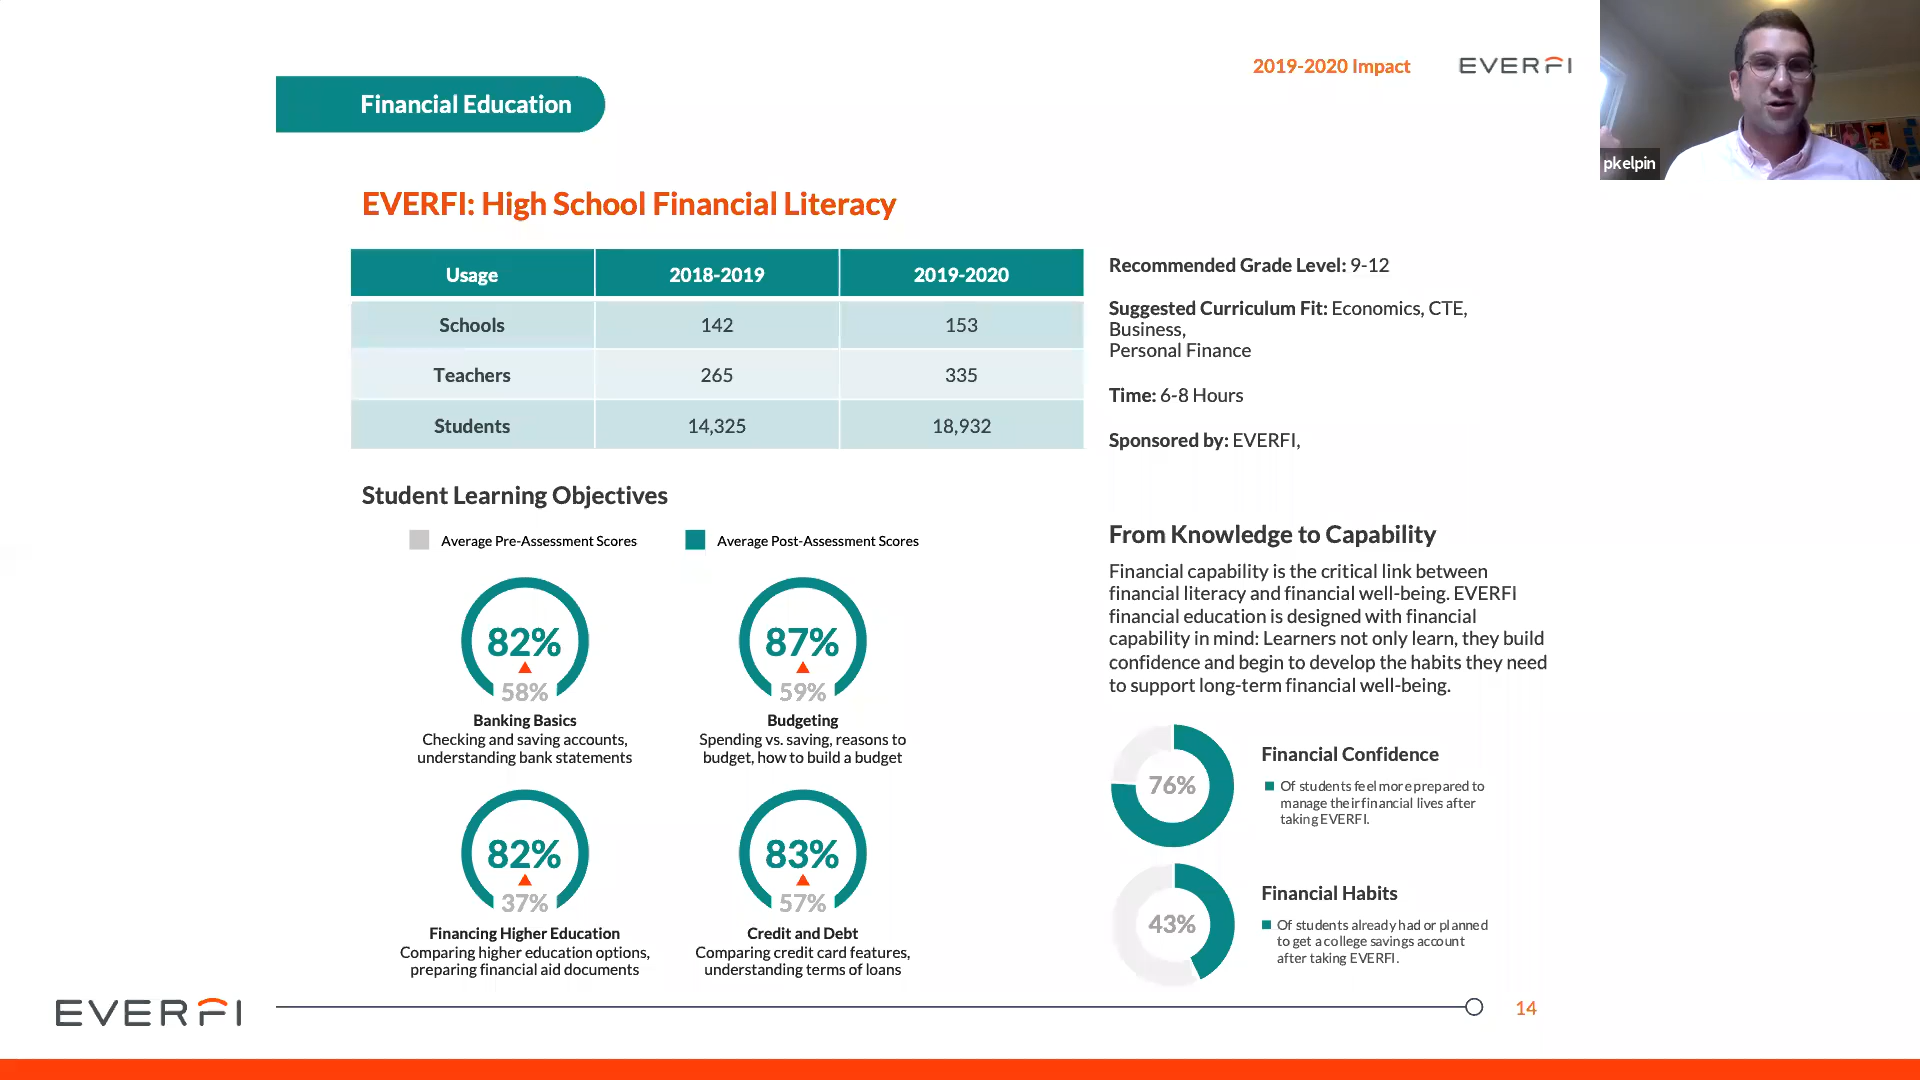 2019-2020 Impact
EVERFI
pkelpin
Financial Education
EVERFI: High School Financial Literacy
Usage 2018-2019 2019-2020
Schools 142 153
Teachers 265 335
Students 14,325 18,932
Recommended Grade Level: 9-12
Suggested Curriculum Fit: Economics, CTE,
Business,
Personal Finance
Time: 6-8 Hours
Sponsored by: EVERFI,
Student Learning Objectives
Average Pre-Assessment Scores
Average Post-Assessment Scores
82%
58%
Banking Basics
Checking and saving accounts,
understanding bank statements
87%
59%
Budgeting
Spending vs. saving, reasons to
budget, how to build a budget
82%
37%
Financing Higher Education
Comparing higher education options,
preparing financial aid documents
83%
57%
Credit and Debt
Comparing credit card features,
understanding terms of loans
From Knowledge to Capability
Financial capability is the critical link between
financial literacy and financial well-being. EVERFI
financial education is designed with financial
capability in mind: Learners not only learn, they build
confidence and begin to develop the habits they need
to support long-term financial well-being.
76%
Financial Confidence
Of students feel more prepared to
manage their financial lives after
taking EVERFI.
43%
Financial Habits
Of students already had or planned
to get a college savings account
after taking EVERFI.
EVERFI
14